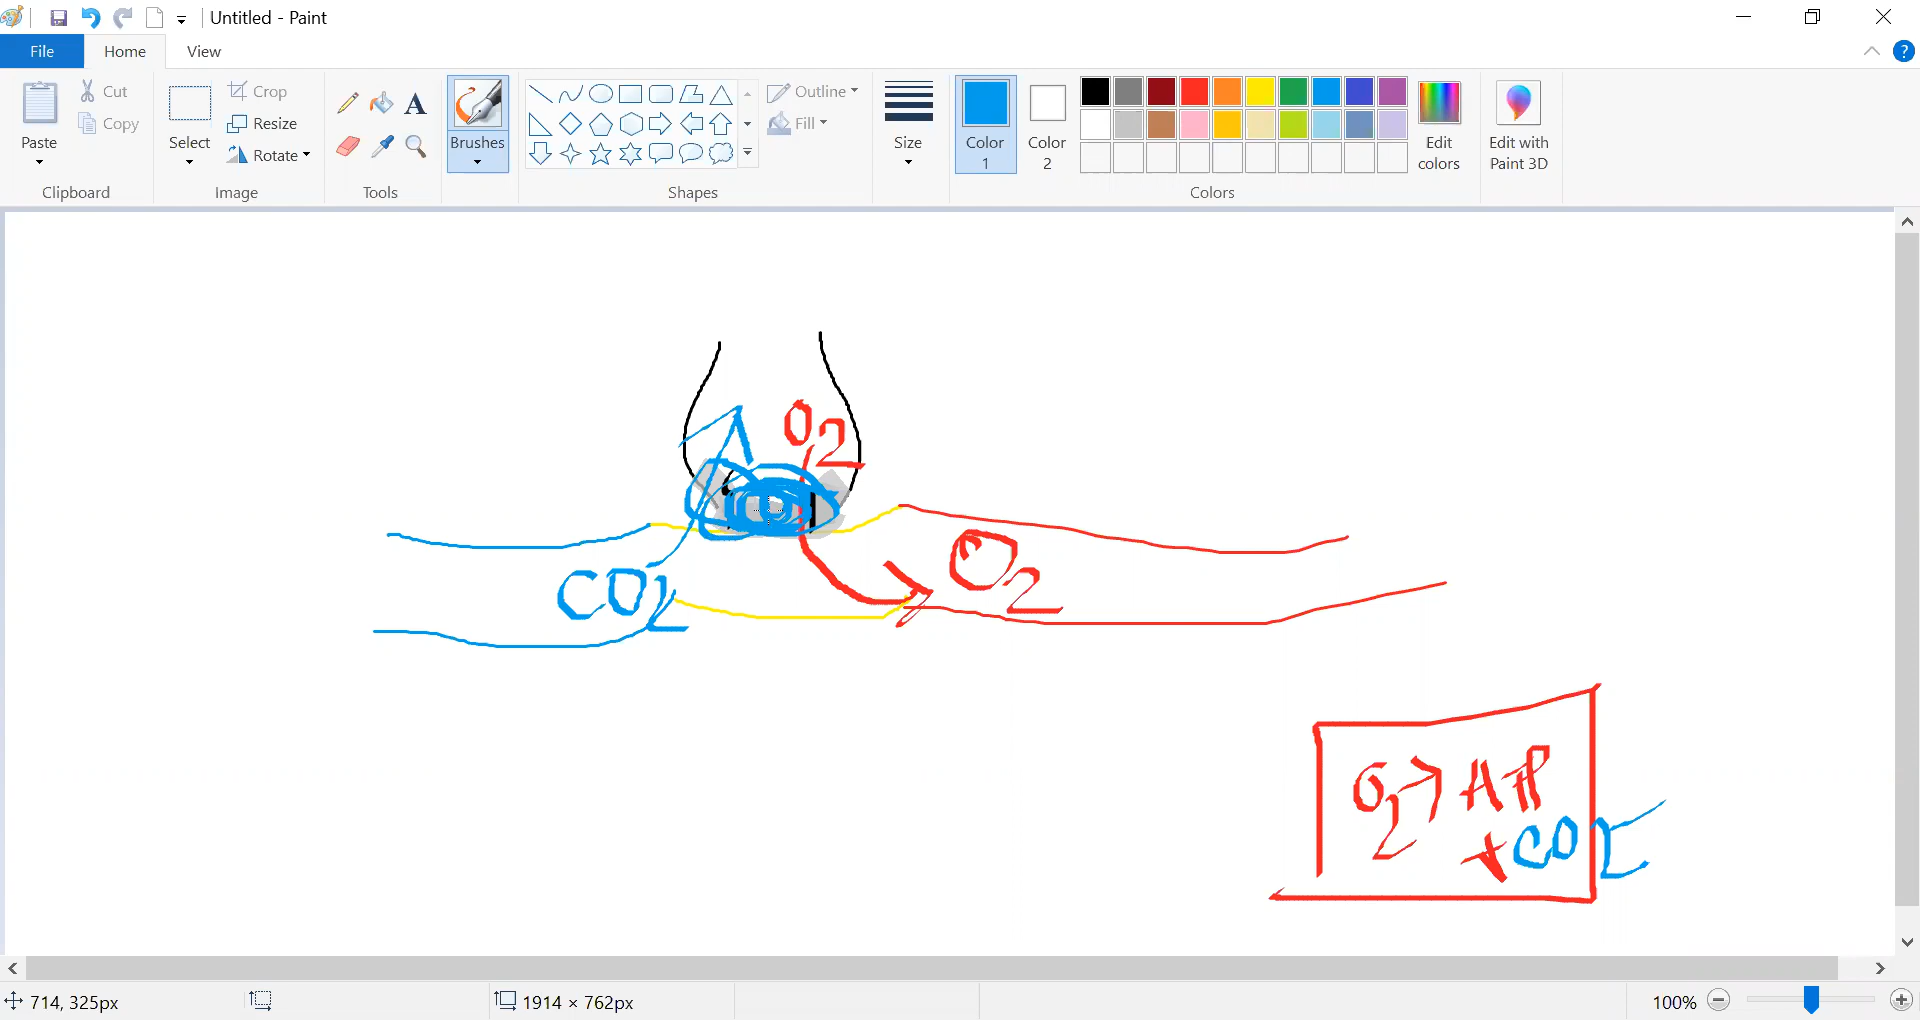 Untitled - Paint
File
Home
View
Paste
Cut
Copy
Clipboard
Select
Crop
Resize
Rotate
Image
Tools
Brushes
Shapes
Outline
Fill
Size
Color
1
Color
2
Edit
colors
Colors
Edit with
Paint 3D
?
A
O2
CO2
O2
O2 →
+ CO2
714, 325px
1914 × 762px
100%